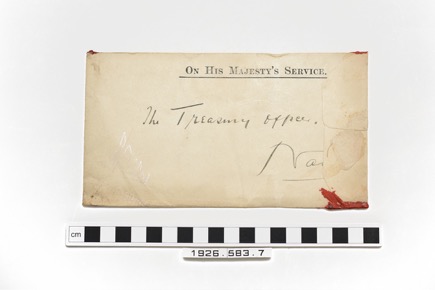 ON HIS MAJESTY'S SERVICE.
The Treasury Office.
cm
1926.583.7